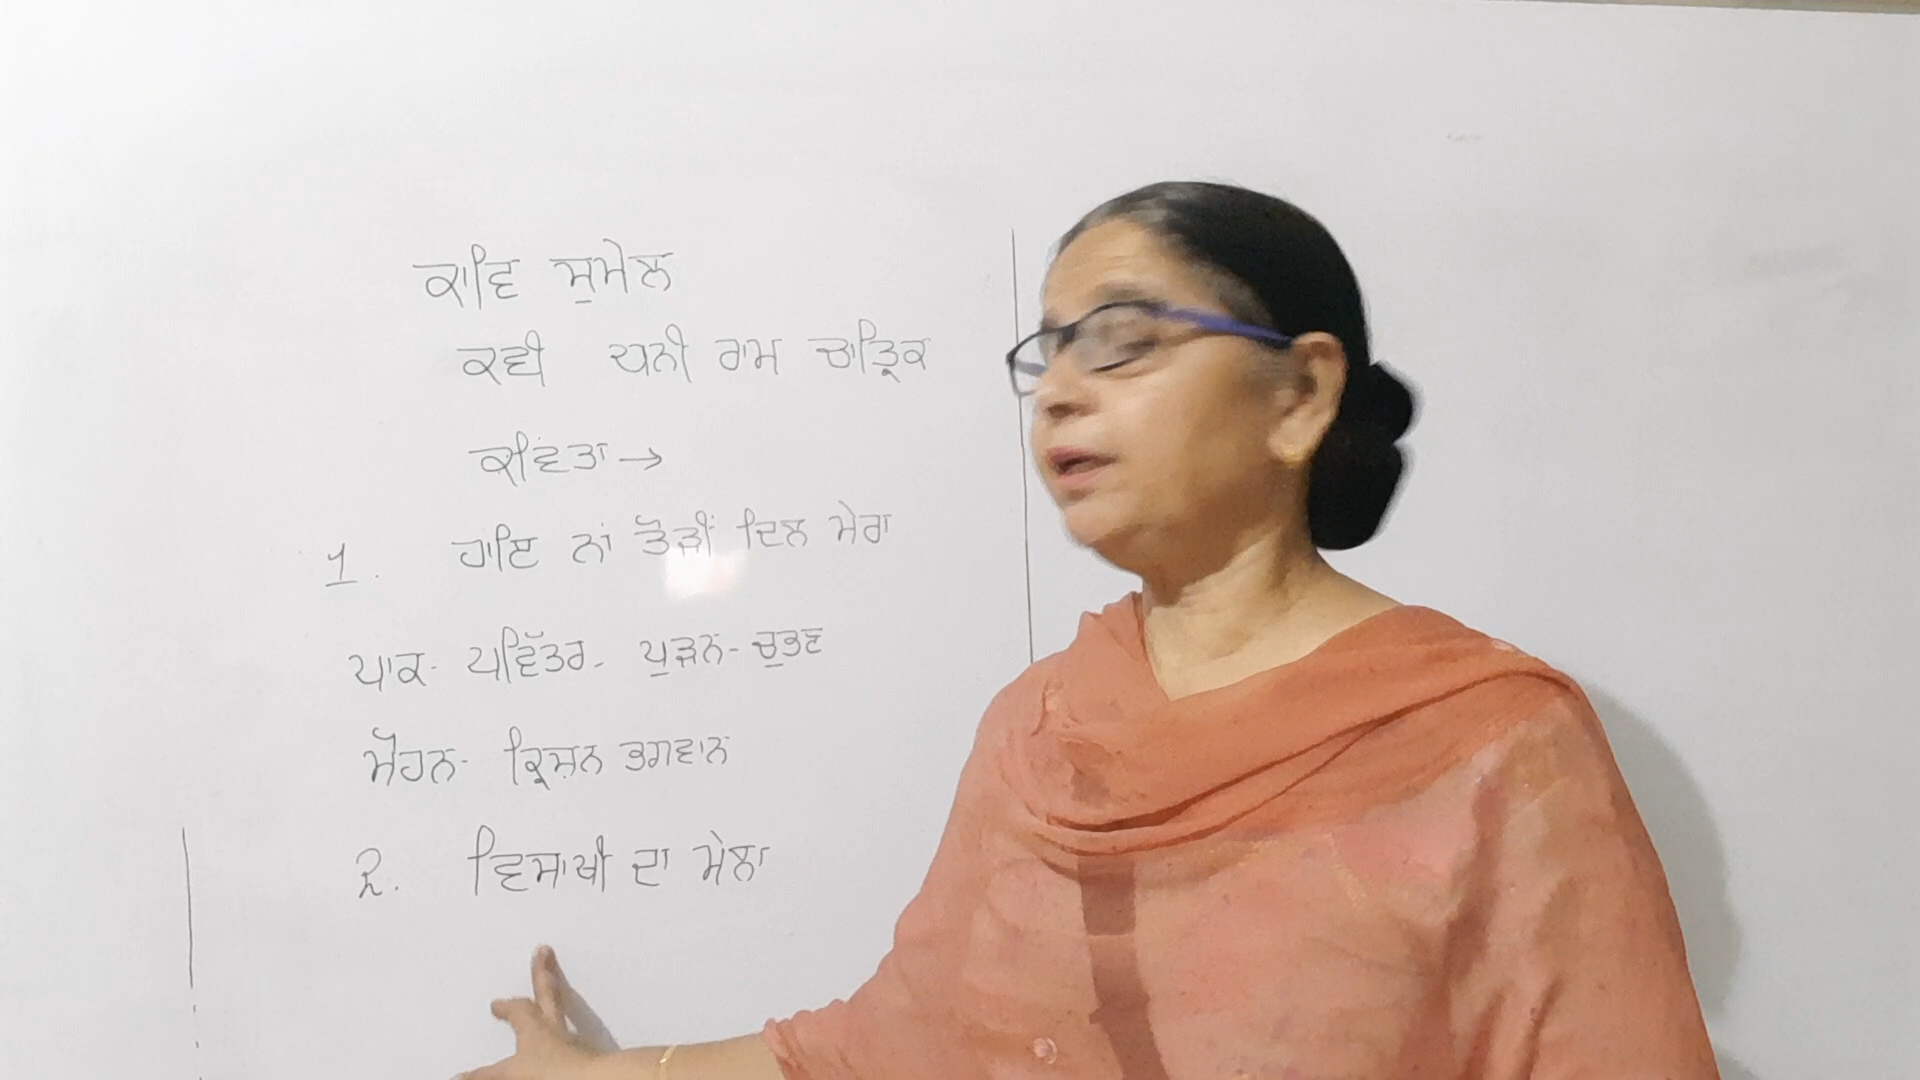 ਕਾਵਿ ਸੁਮੇਲ
ਕਵੀ ਧਨੀ ਰਾਮ ਚਾਤ੍ਰਿਕ
ਕਵਿਤਾ →
1. ਹਾਇ ਨਾਂ ਤੋੜੀਂ ਦਿਲ ਮੇਰਾ
ਪਾਕ - ਪਵਿੱਤਰ - ਪੁੜਨ - ਚੁਭਣ
ਮੋਹਨ - ਕ੍ਰਿਸ਼ਨ ਭਗਵਾਨ
2. ਵਿਸਾਖੀ ਦਾ ਮੇਲਾ